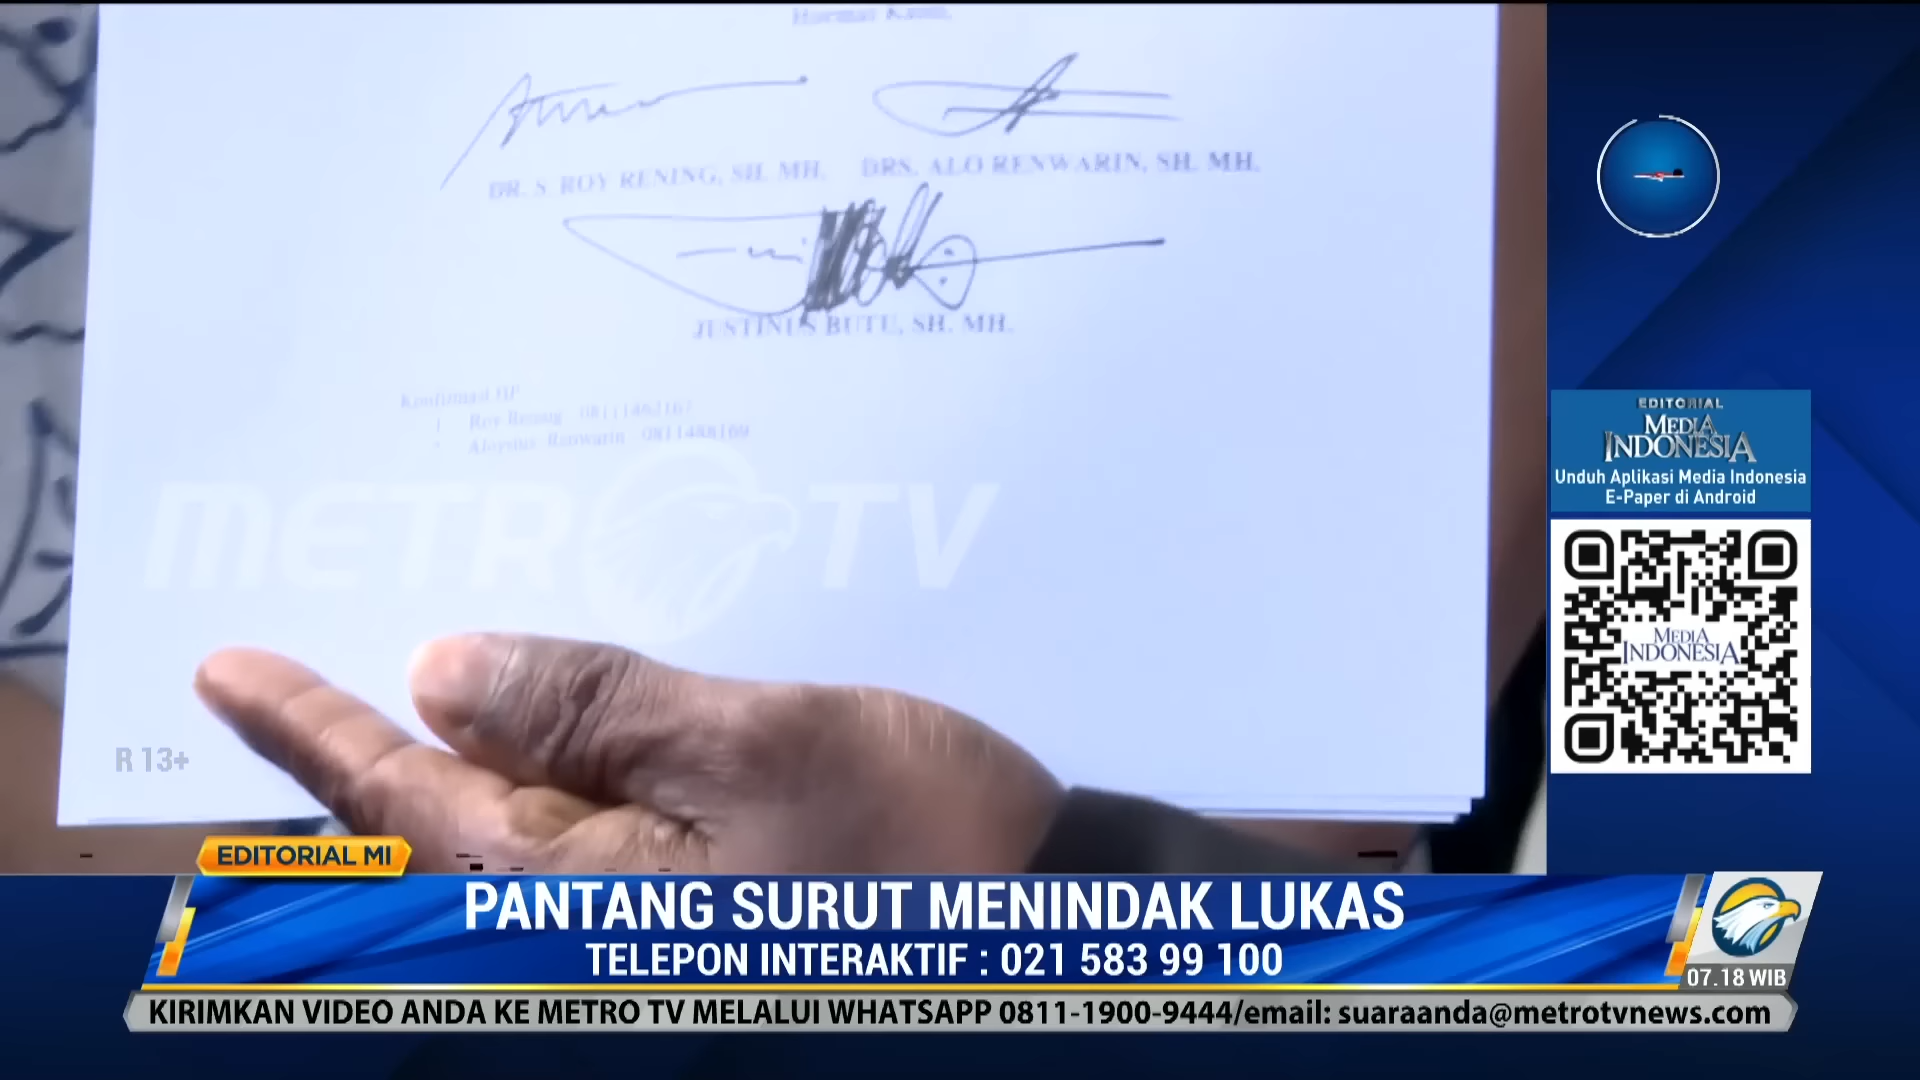 Hormat Kami,
DR. S. ROY RENING, SH. MH. DRS. ALO RENWARIN, SH. MH.
JUSTINUS BUTU, SH. MH.
Konfirmasi HP
Roy Rening 08111462167
Aloysius Renwarin 0811488169
METRO TV
R 13+
EDITORIAL
MEDIA
INDONESIA
Unduh Aplikasi Media Indonesia
E-Paper di Android
MEDIA
INDONESIA
EDITORIAL MI
PANTANG SURUT MENINDAK LUKAS
TELEPON INTERAKTIF : 021 583 99 100
07.18 WIB
KIRIMKAN VIDEO ANDA KE METRO TV MELALUI WHATSAPP 0811-1900-9444/email: suaraanda@metrotvnews.com